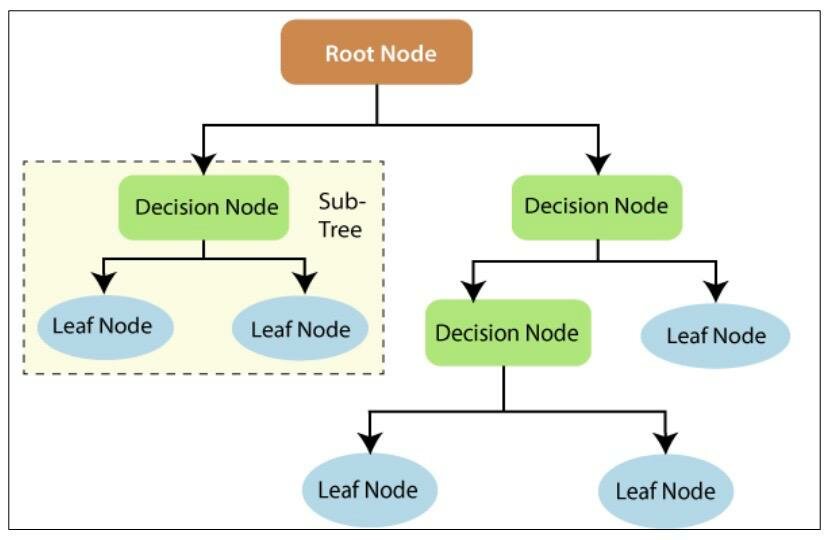 Root Node
Decision Node
Sub-
Tree
Decision Node
Leaf Node
Leaf Node
Decision Node
Leaf Node
Leaf Node
Leaf Node